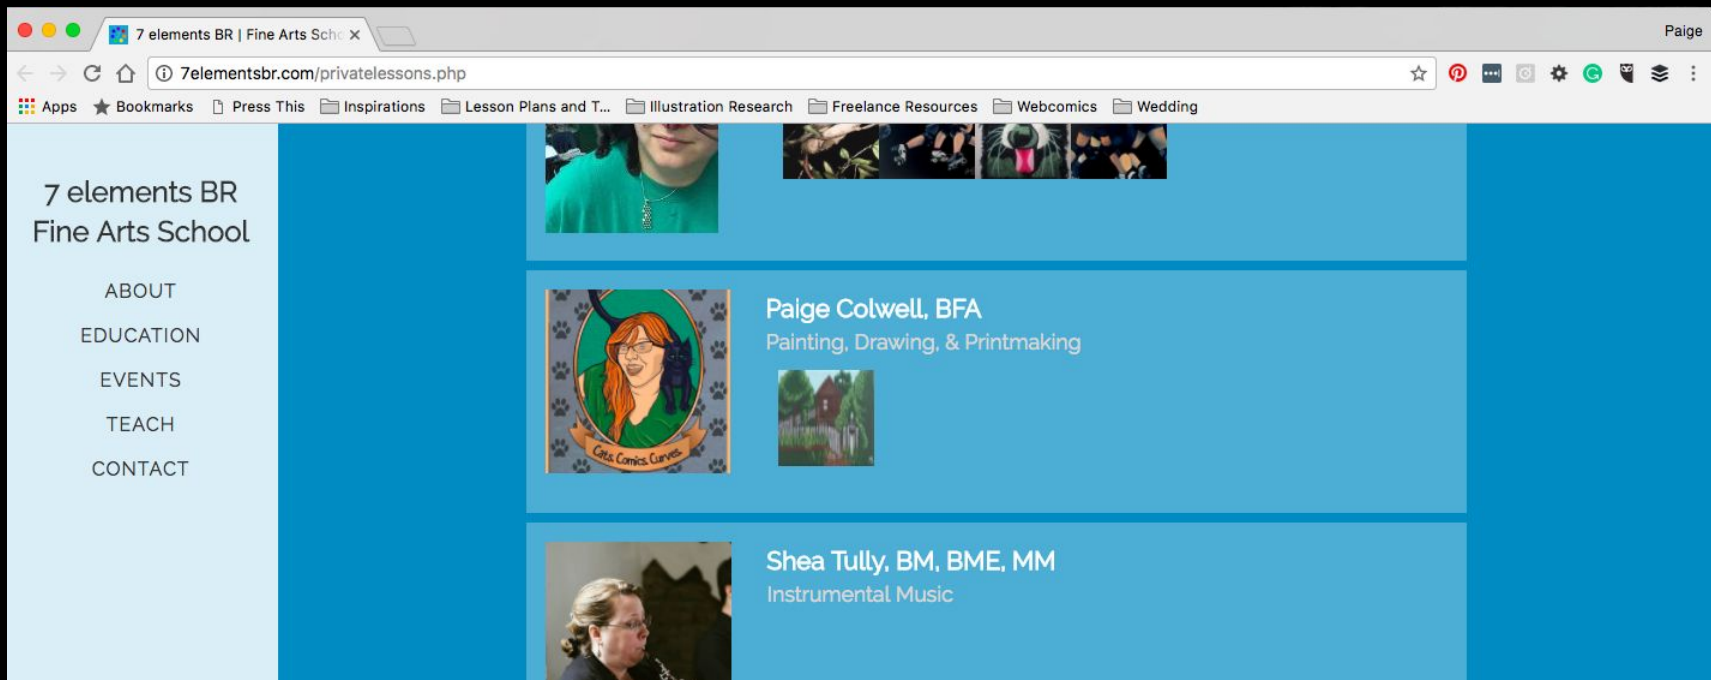 7 elements BR | Fine Arts Scho
Paige
7elementsbr.com/privatelessons.php
Apps Bookmarks Press This Inspirations Lesson Plans and T... Illustration Research Freelance Resources Webcomics Wedding
7 elements BR
Fine Arts School
ABOUT
EDUCATION
EVENTS
TEACH
CONTACT
Paige Colwell, BFA
Painting, Drawing, & Printmaking
Cats. Comics. Curves.
Shea Tully, BM, BME, MM
Instrumental Music